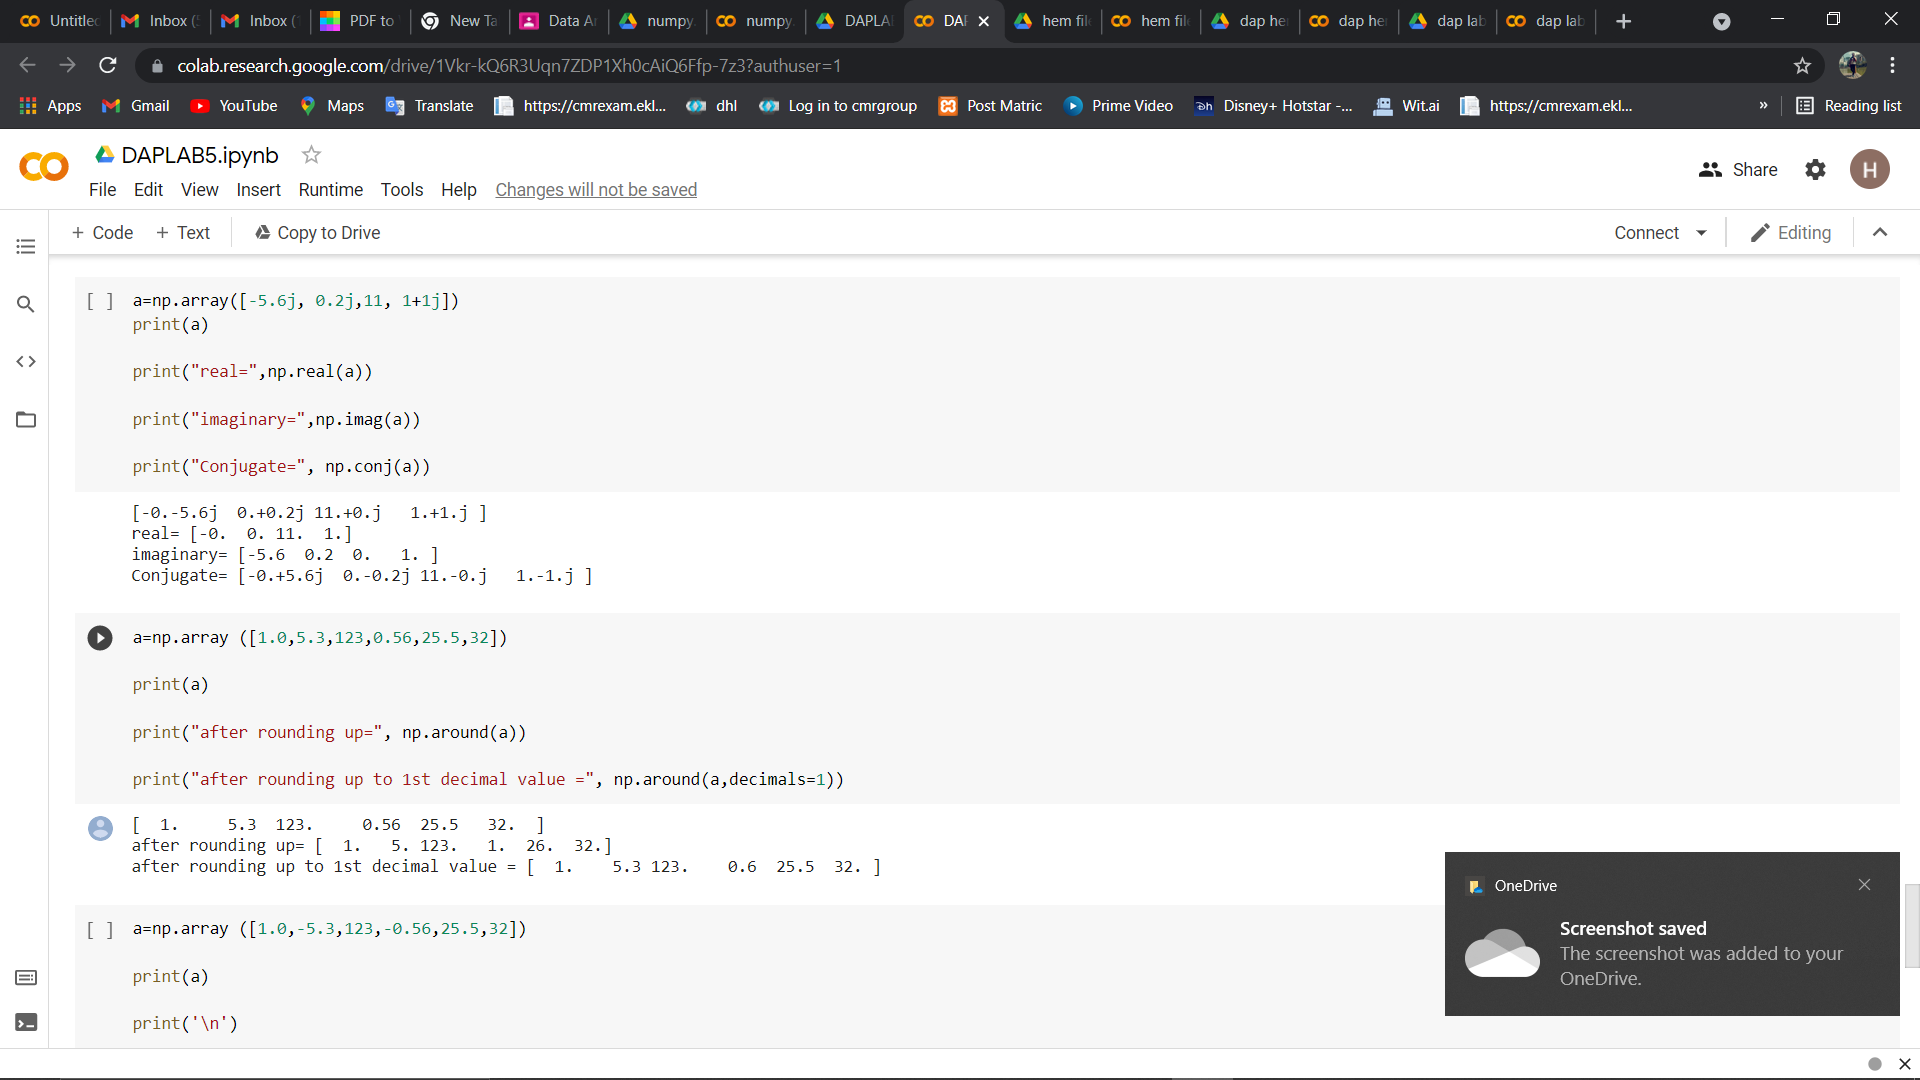 Untitle
Inbox (
Inbox (
PDF to
New Ta
Data A
numpy.
numpy.
DAPLA
DAP
hem fil
hem file
dap he
dap he
dap lab
dap lab
colab.research.google.com/drive/1Vkr-kQ6R3Uqn7ZDP1Xh0cAiQ6Ffp-7z3?authuser=1
Apps Gmail YouTube Maps Translate https://cmrexam.ekl... dhl Log in to cmrgroup Post Matric Prime Video Disney+ Hotstar -... Wit.ai https://cmrexam.ekl... » Reading list
DAPLAB5.ipynb
File Edit View Insert Runtime Tools Help Changes will not be saved
Share
H
+ Code + Text Copy to Drive
Connect Editing
[ ] a=np.array([-5.6j, 0.2j,11, 1+1j])
print(a)
print("real=",np.real(a))
print("imaginary=",np.imag(a))
print("Conjugate=", np.conj(a))
[-0.-5.6j  0.+0.2j 11.+0.j   1.+1.j ]
real= [-0.  0. 11.  1.]
imaginary= [-5.6  0.2  0.   1. ]
Conjugate= [-0.+5.6j  0.-0.2j 11.-0.j   1.-1.j ]
a=np.array ([1.0,5.3,123,0.56,25.5,32])
print(a)
print("after rounding up=", np.around(a))
print("after rounding up to 1st decimal value =", np.around(a,decimals=1))
[  1.     5.3  123.     0.56  25.5   32.  ]
after rounding up= [  1.   5. 123.   1.  26.  32.]
after rounding up to 1st decimal value = [  1.    5.3 123.    0.6  25.5  32. ]
[ ] a=np.array ([1.0,-5.3,123,-0.56,25.5,32])
print(a)
print('\n')
OneDrive
Screenshot saved
The screenshot was added to your
OneDrive.